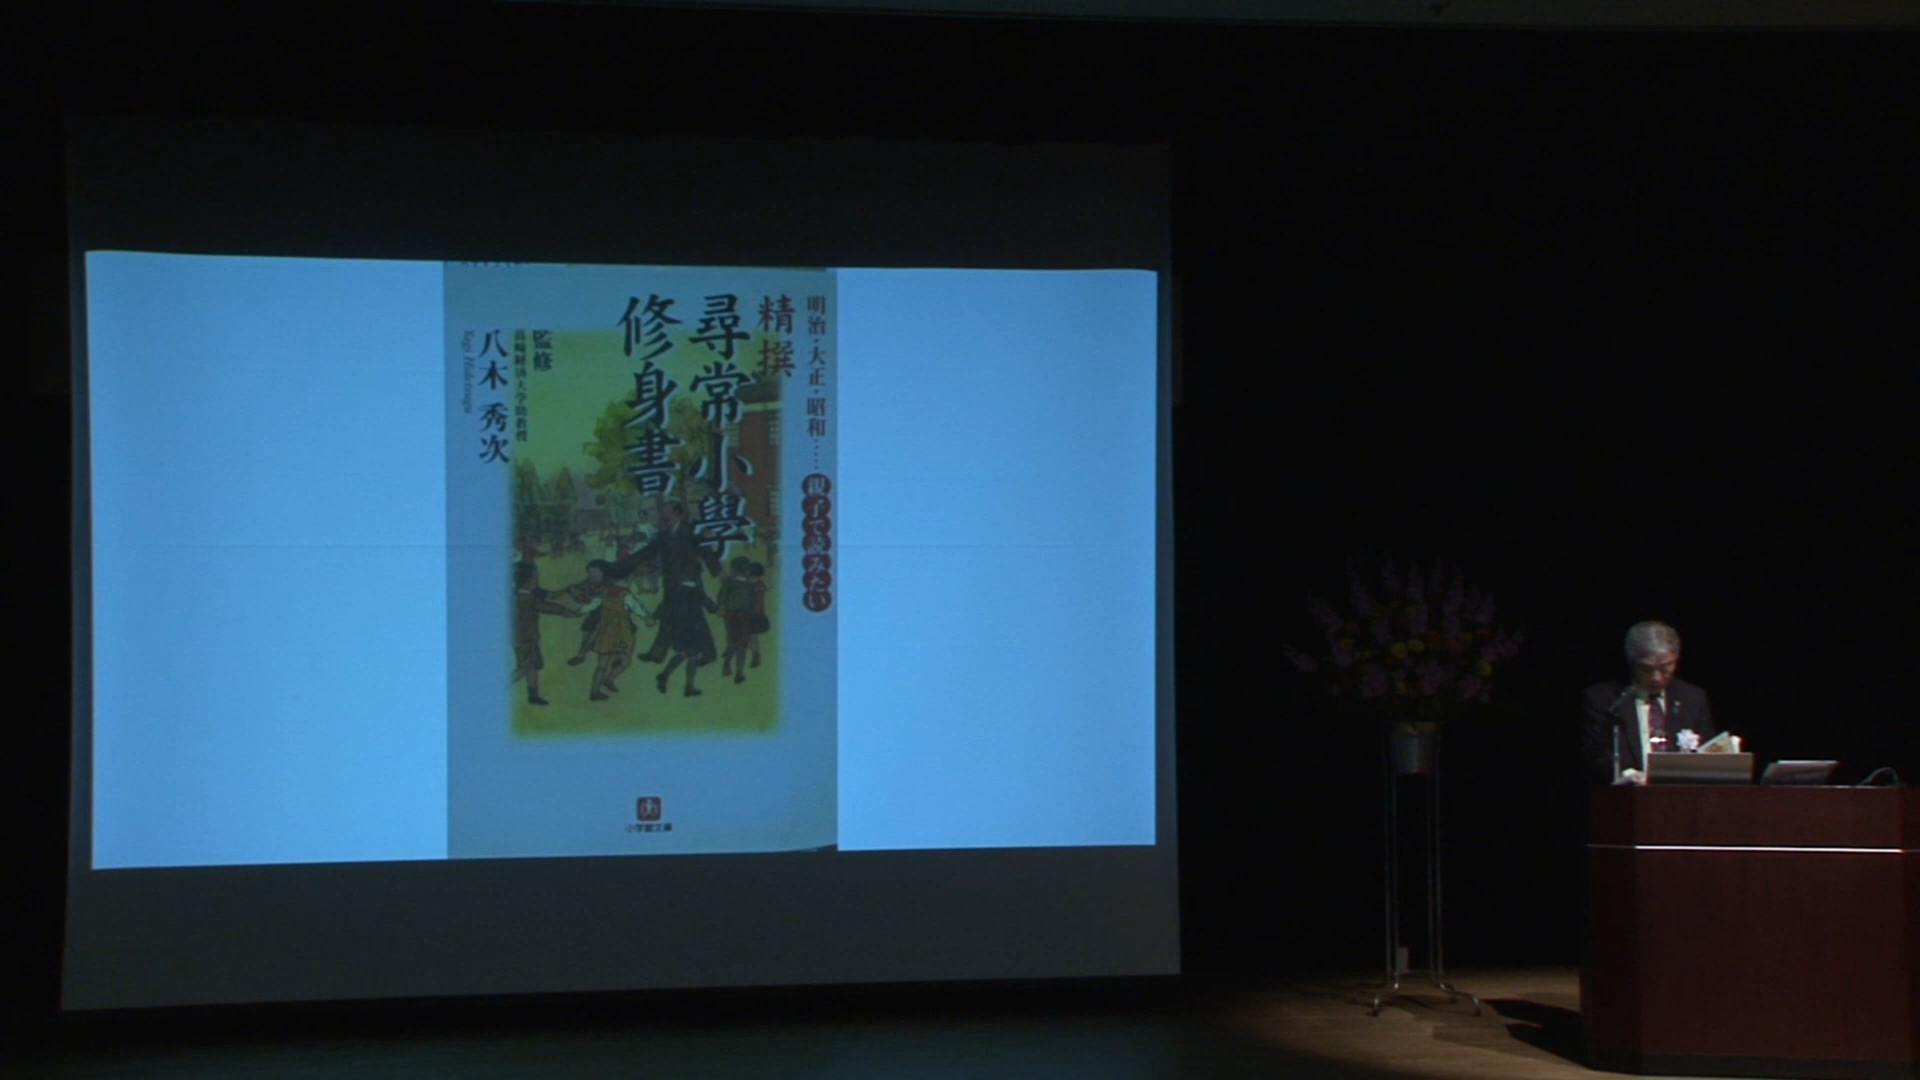 明治・大正・昭和……親子で読みたい
精撰
尋常小學
修身書
監修
高崎経済大学助教授
八木 秀次
Yagi Hidetsugu
小学館文庫